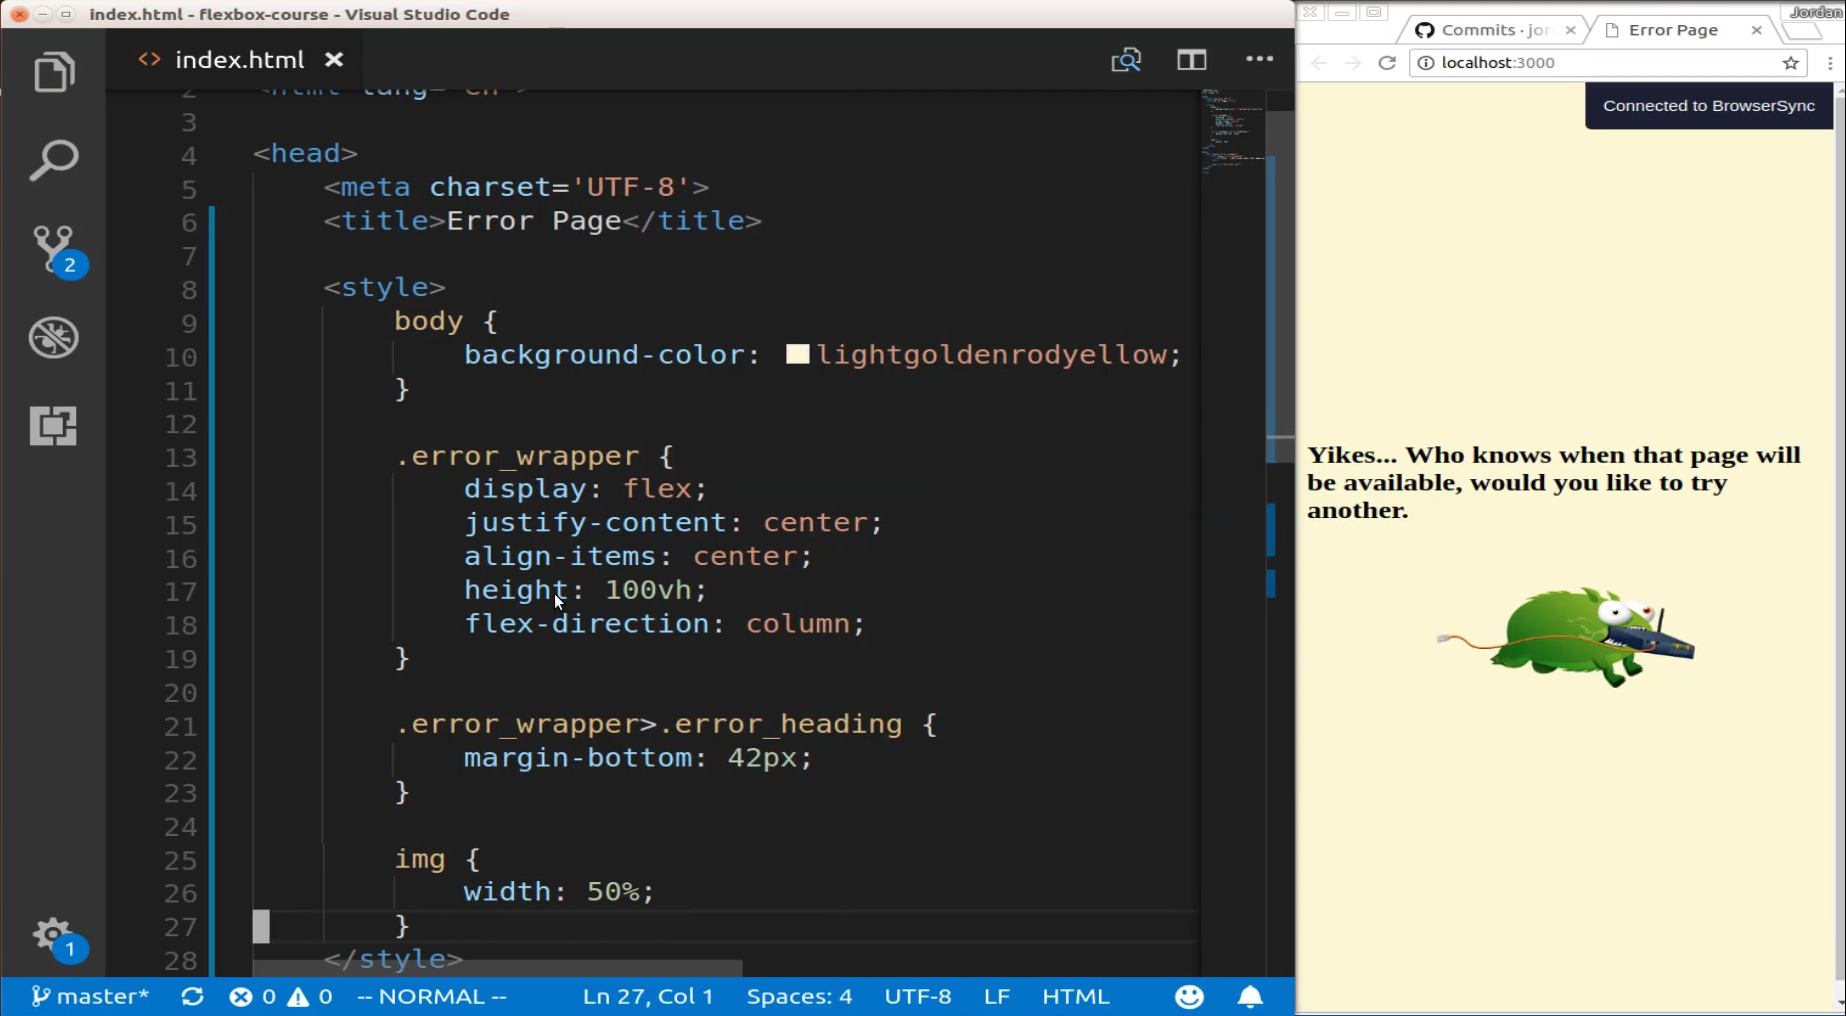 index.html - flexbox-course - Visual Studio Code
index.html
2 <html lang='en'>
3
4 <head>
5 <meta charset='UTF-8'>
6 <title>Error Page</title>
7
8 <style>
9 body {
10 background-color: lightgoldenrodyellow;
11 }
12
13 .error_wrapper {
14 display: flex;
15 justify-content: center;
16 align-items: center;
17 height: 100vh;
18 flex-direction: column;
19 }
20
21 .error_wrapper>.error_heading {
22 margin-bottom: 42px;
23 }
24
25 img {
26 width: 50%;
27 }
28 </style>
2
1
master* 0 0 -- NORMAL -- Ln 27, Col 1 Spaces: 4 UTF-8 LF HTML
Jordan
Commits · jor Error Page
localhost:3000
Connected to BrowserSync
Yikes... Who knows when that page will
be available, would you like to try
another.